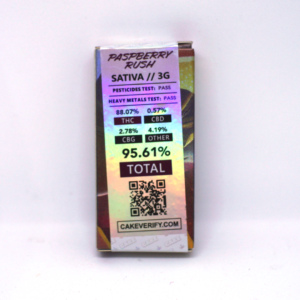 RASPBERRY
RUSH
SATIVA // 3G
PESTICIDES TEST: PASS
HEAVY METALS TEST: PASS
88.07% 0.57%
THC CBD
2.78% 4.19%
CBG OTHER
95.61%
TOTAL
CAKEVERIFY.COM